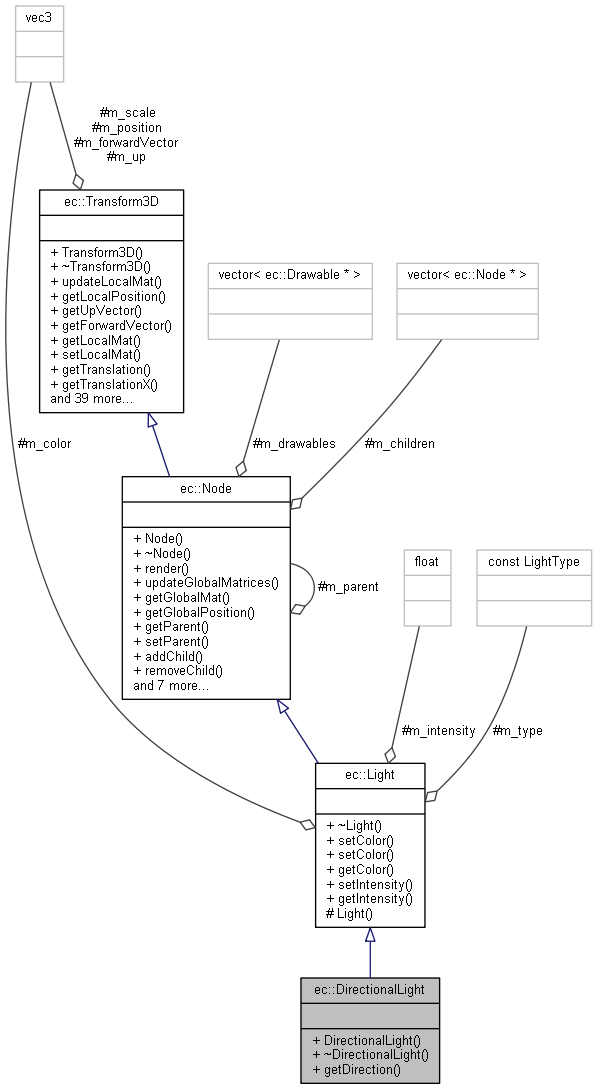 vec3
#m_scale
#m_position
#m_forwardVector
#m_up
ec::Transform3D
+ Transform3D()
+ ~Transform3D()
+ updateLocalMat()
+ getLocalPosition()
+ getUpVector()
+ getForwardVector()
+ getLocalMat()
+ setLocalMat()
+ getTranslation()
+ getTranslationX()
and 39 more...
vector< ec::Drawable * >
vector< ec::Node * >
#m_color
#m_drawables
#m_children
ec::Node
+ Node()
+ ~Node()
+ render()
+ updateGlobalMatrices()
+ getGlobalMat()
+ getGlobalPosition()
+ getParent()
+ setParent()
+ addChild()
+ removeChild()
and 7 more...
#m_parent
float
const LightType
#m_intensity
#m_type
ec::Light
+ ~Light()
+ setColor()
+ setColor()
+ getColor()
+ setIntensity()
+ getIntensity()
# Light()
ec::DirectionalLight
+ DirectionalLight()
+ ~DirectionalLight()
+ getDirection()